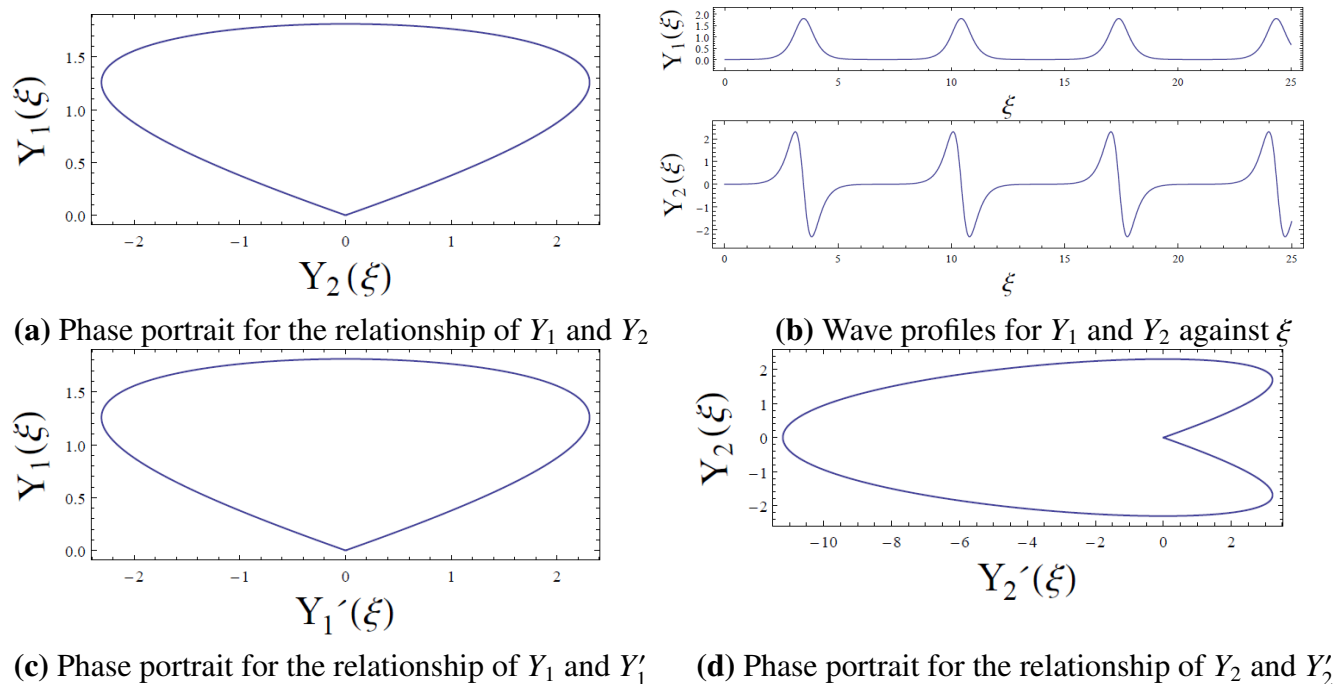 Y₁(ξ)
1.5
1.0
0.5
0.0
−2 −1 0 1 2
Y₂(ξ)
(a) Phase portrait for the relationship of Y₁ and Y₂
Y₁(ξ)
2.0
1.5
1.0
0.5
0.0
0 5 10 15 20 25
ξ
Y₂(ξ)
2
1
0
−1
−2
0 5 10 15 20 25
ξ
(b) Wave profiles for Y₁ and Y₂ against ξ
Y₁(ξ)
1.5
1.0
0.5
0.0
−2 −1 0 1 2
Y₁′(ξ)
(c) Phase portrait for the relationship of Y₁ and Y₁′
Y₂(ξ)
2
1
0
−1
−2
−10 −8 −6 −4 −2 0 2
Y₂′(ξ)
(d) Phase portrait for the relationship of Y₂ and Y₂′